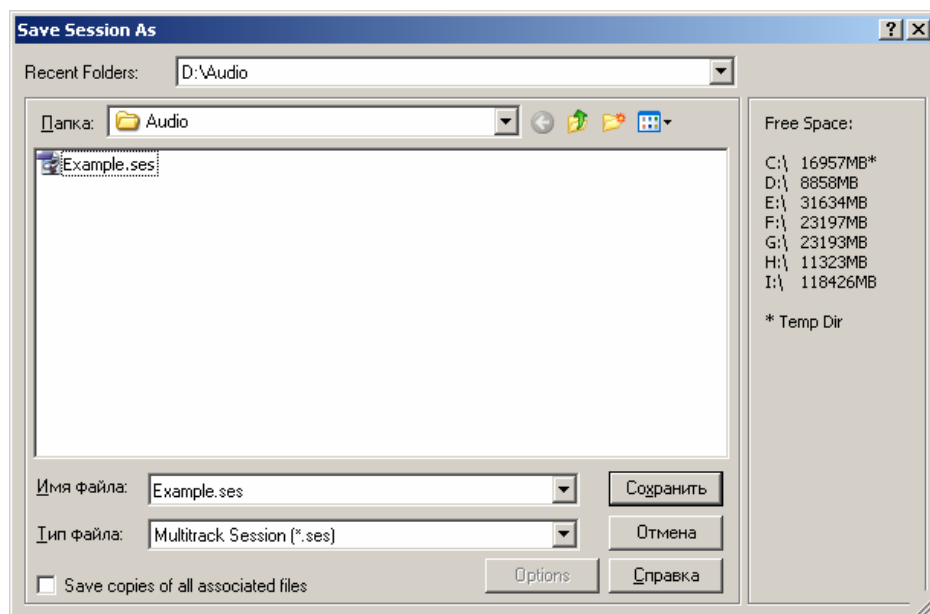 Save Session As
Recent Folders: D:\Audio
Папка: Audio
Example.ses
Имя файла: Example.ses
Сохранить
Тип файла: Multitrack Session (*.ses)
Отмена
Save copies of all associated files
Options
Справка
Free Space:
C:\ 16957MB*
D:\ 8858MB
E:\ 31634MB
F:\ 23197MB
G:\ 23193MB
H:\ 11323MB
I:\ 118426MB
* Temp Dir